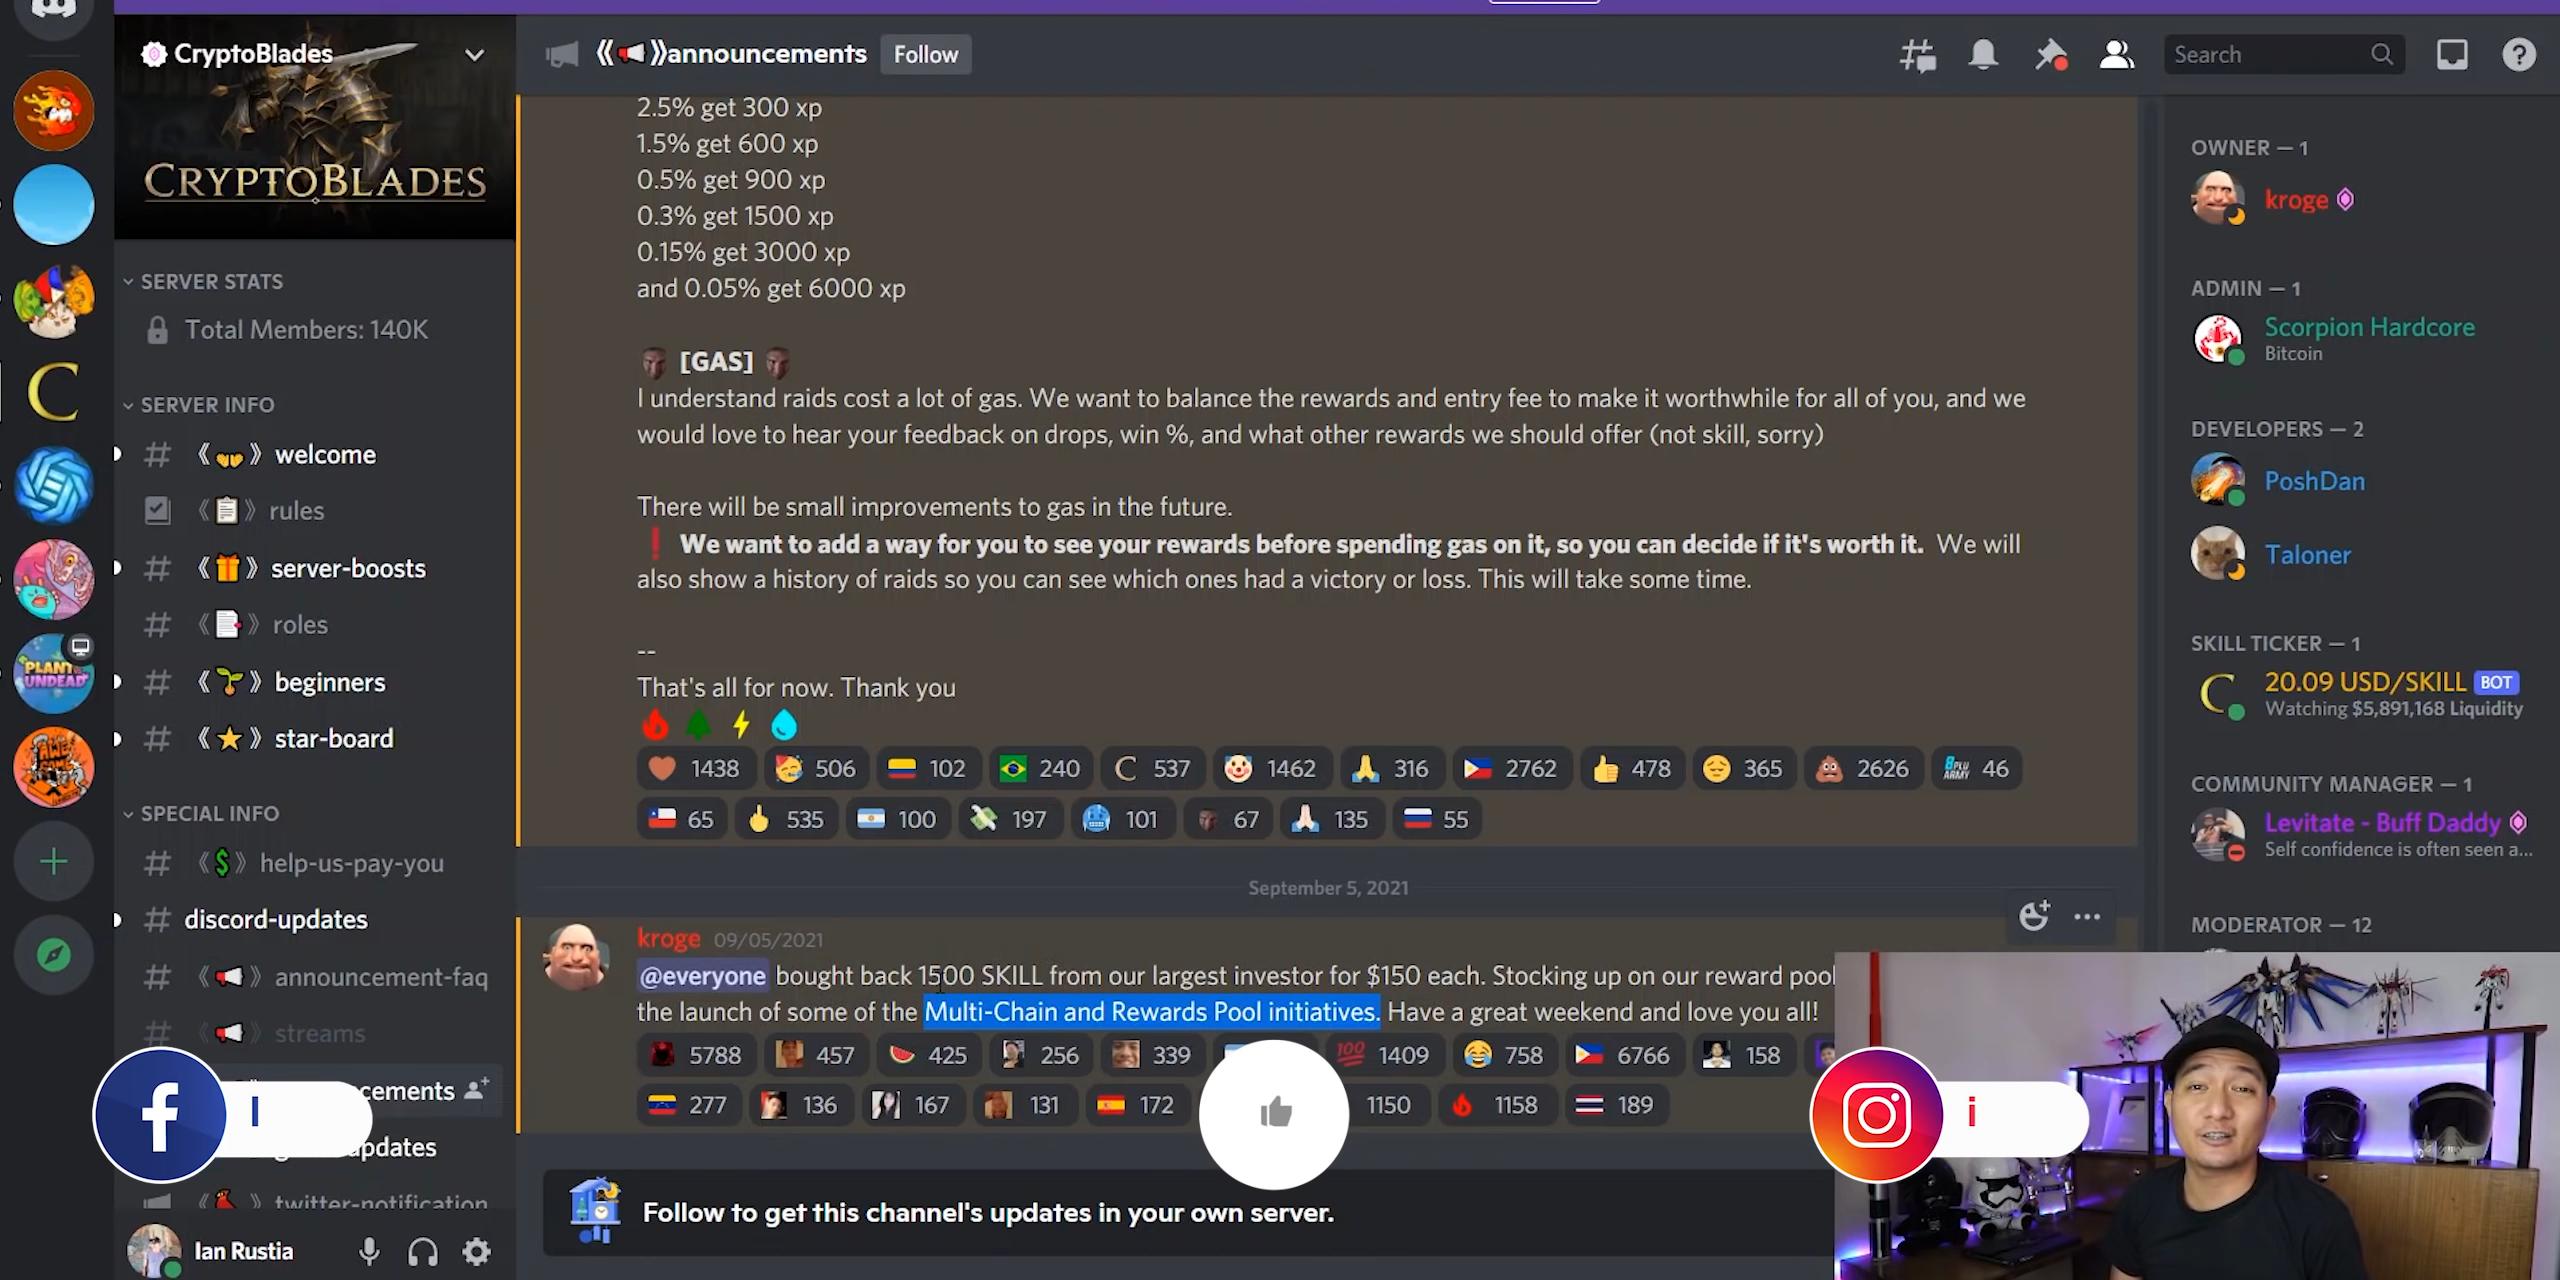 CryptoBlades
CRYPTOBLADES
SERVER STATS
Total Members: 140K
SERVER INFO
# 《 》 welcome
《 》 rules
# 《 》 server-boosts
# 《 》 roles
# 《 》 beginners
# 《 》 star-board
SPECIAL INFO
# 《 》 help-us-pay-you
# discord-updates
# 《 》 announcement-faq
# 《 》 streams
cements
updates
《 》 twitter-notification
Ian Rustia
PLANT
UNDEAD
《 》announcements
Follow
Search
2.5% get 300 xp
1.5% get 600 xp
0.5% get 900 xp
0.3% get 1500 xp
0.15% get 3000 xp
and 0.05% get 6000 xp
[GAS]
I understand raids cost a lot of gas. We want to balance the rewards and entry fee to make it worthwhile for all of you, and we
would love to hear your feedback on drops, win %, and what other rewards we should offer (not skill, sorry)
There will be small improvements to gas in the future.
❗ We want to add a way for you to see your rewards before spending gas on it, so you can decide if it's worth it. We will
also show a history of raids so you can see which ones had a victory or loss. This will take some time.
--
That's all for now. Thank you
1438 506 102 240 537 1462 316 2762 478 365 2626 46
65 535 100 197 101 67 135 55
September 5, 2021
kroge 09/05/2021
@everyone bought back 1500 SKILL from our largest investor for $150 each. Stocking up on our reward pool
the launch of some of the Multi-Chain and Rewards Pool initiatives. Have a great weekend and love you all!
5788 457 425 256 339 100 1409 758 6766 158
277 136 167 131 172 1150 1158 189
Follow to get this channel's updates in your own server.
OWNER — 1
kroge
ADMIN — 1
Scorpion Hardcore
Bitcoin
DEVELOPERS — 2
PoshDan
Taloner
SKILL TICKER — 1
20.09 USD/SKILL BOT
Watching $5,891,168 Liquidity
COMMUNITY MANAGER — 1
Levitate - Buff Daddy
Self confidence is often seen a...
MODERATOR — 12
f I
i